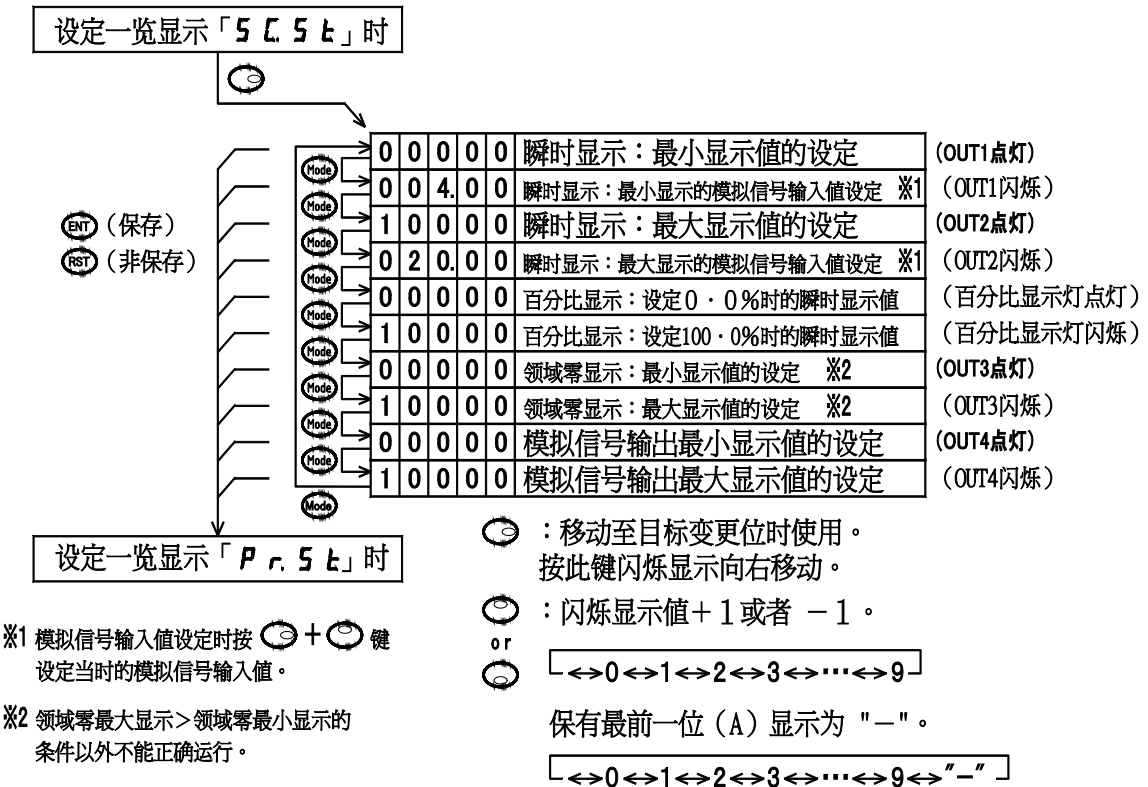 设定一览显示「SC.St」时
0 0 0 0 0 瞬时显示：最小显示值的设定 (OUT1点灯)
Mode
0 0 4. 0 0 瞬时显示：最小显示的模拟信号输入值设定 ※1 （OUT1闪烁）
Mode
1 0 0 0 0 瞬时显示：最大显示值的设定 (OUT2点灯)
ENT（保存）
Mode
0 2 0. 0 0 瞬时显示：最大显示的模拟信号输入值设定 ※1 （OUT2闪烁）
RST（非保存）
Mode
0 0 0 0 0 百分比显示：设定0·0%时的瞬时显示值 （百分比显示灯点灯）
Mode
1 0 0 0 0 百分比显示：设定100·0%时的瞬时显示值 （百分比显示灯闪烁）
Mode
0 0 0 0 0 领域零显示：最小显示值的设定 ※2 (OUT3点灯)
Mode
1 0 0 0 0 领域零显示：最大显示值的设定 ※2 （OUT3闪烁）
Mode
0 0 0 0 0 模拟信号输出最小显示值的设定 (OUT4点灯)
Mode
1 0 0 0 0 模拟信号输出最大显示值的设定 （OUT4闪烁）
Mode
设定一览显示「Pr.St」时
※1 模拟信号输入值设定时按 + 键
设定当时的模拟信号输入值。
※2 领域零最大显示＞领域零最小显示的
条件以外不能正确运行。
：移动至目标变更位时使用。
按此键闪烁显示向右移动。
：闪烁显示值＋１或者 －１。
or
↔0↔1↔2↔3↔···↔9
保有最前一位（A）显示为 "－"。
↔0↔1↔2↔3↔···↔9↔"−"